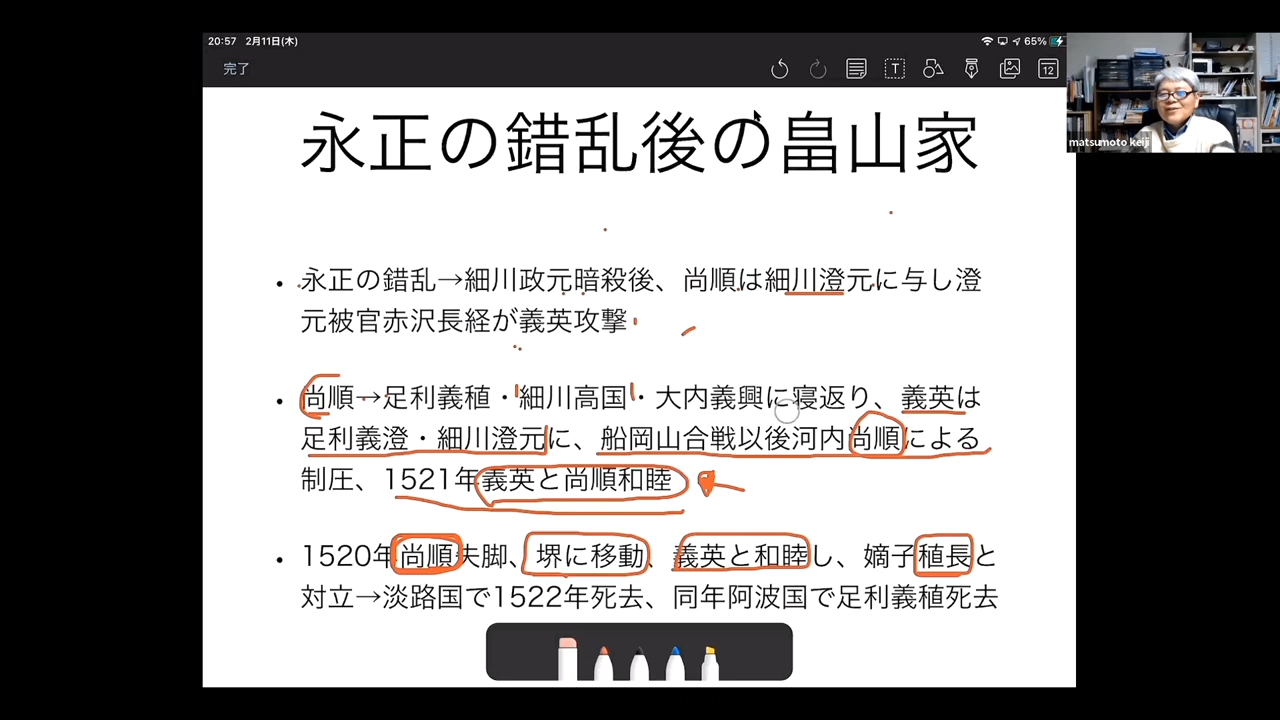 20:57 2月11日(木)
65%
完了
12
matsumoto keiji
永正の錯乱後の畠山家
・永正の錯乱→細川政元暗殺後、尚順は細川澄元に与し澄
元被官赤沢長経が義英攻撃
・尚順→足利義稙・細川高国・大内義興に寝返り、義英は
足利義澄・細川澄元に、船岡山合戦以後河内尚順による
制圧、1521年義英と尚順和睦
・1520年尚順失脚、堺に移動、義英と和睦し、嫡子稙長と
対立→淡路国で1522年死去、同年阿波国で足利義稙死去